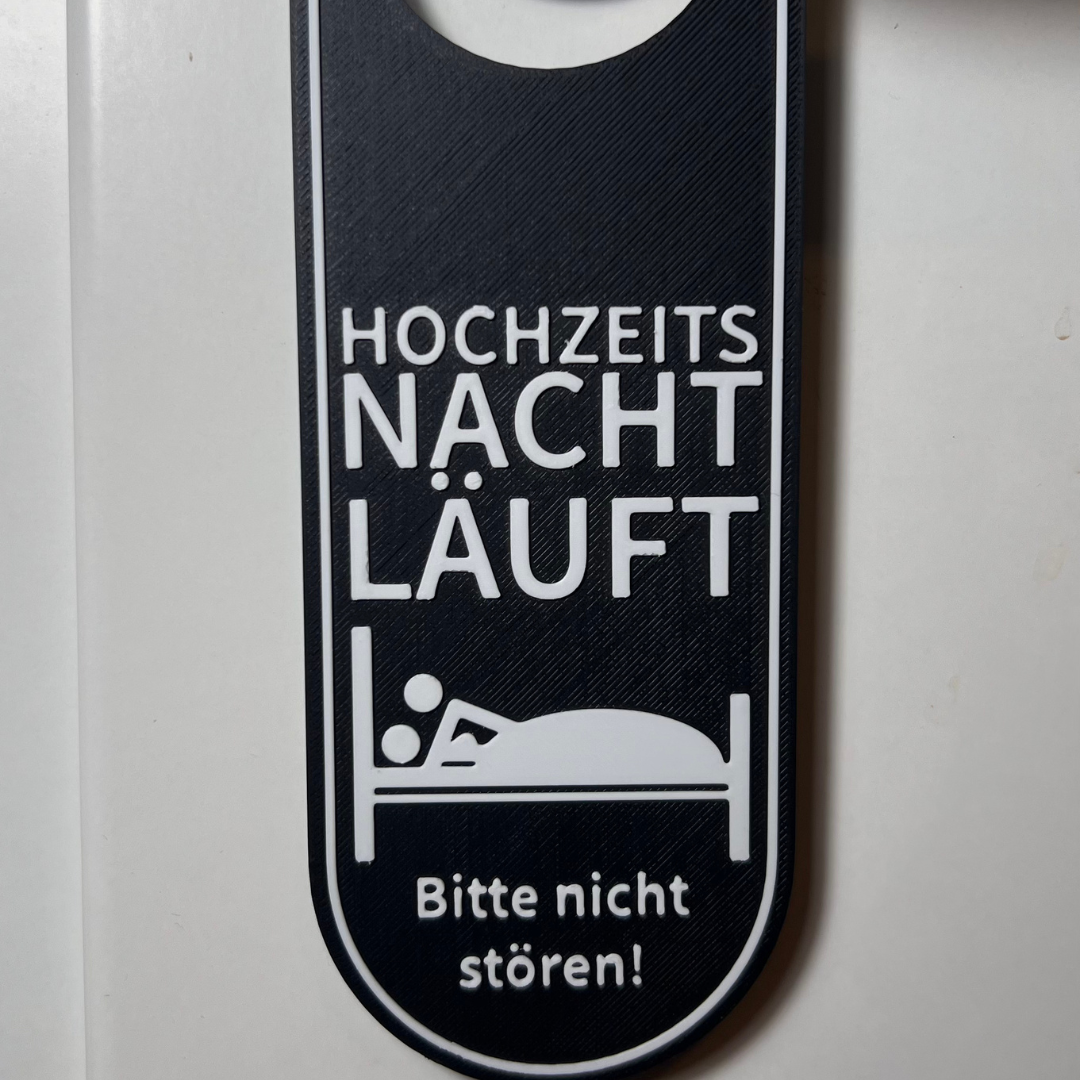 HOCHZEITS
NACHT
LÄUFT
Bitte nicht
stören!